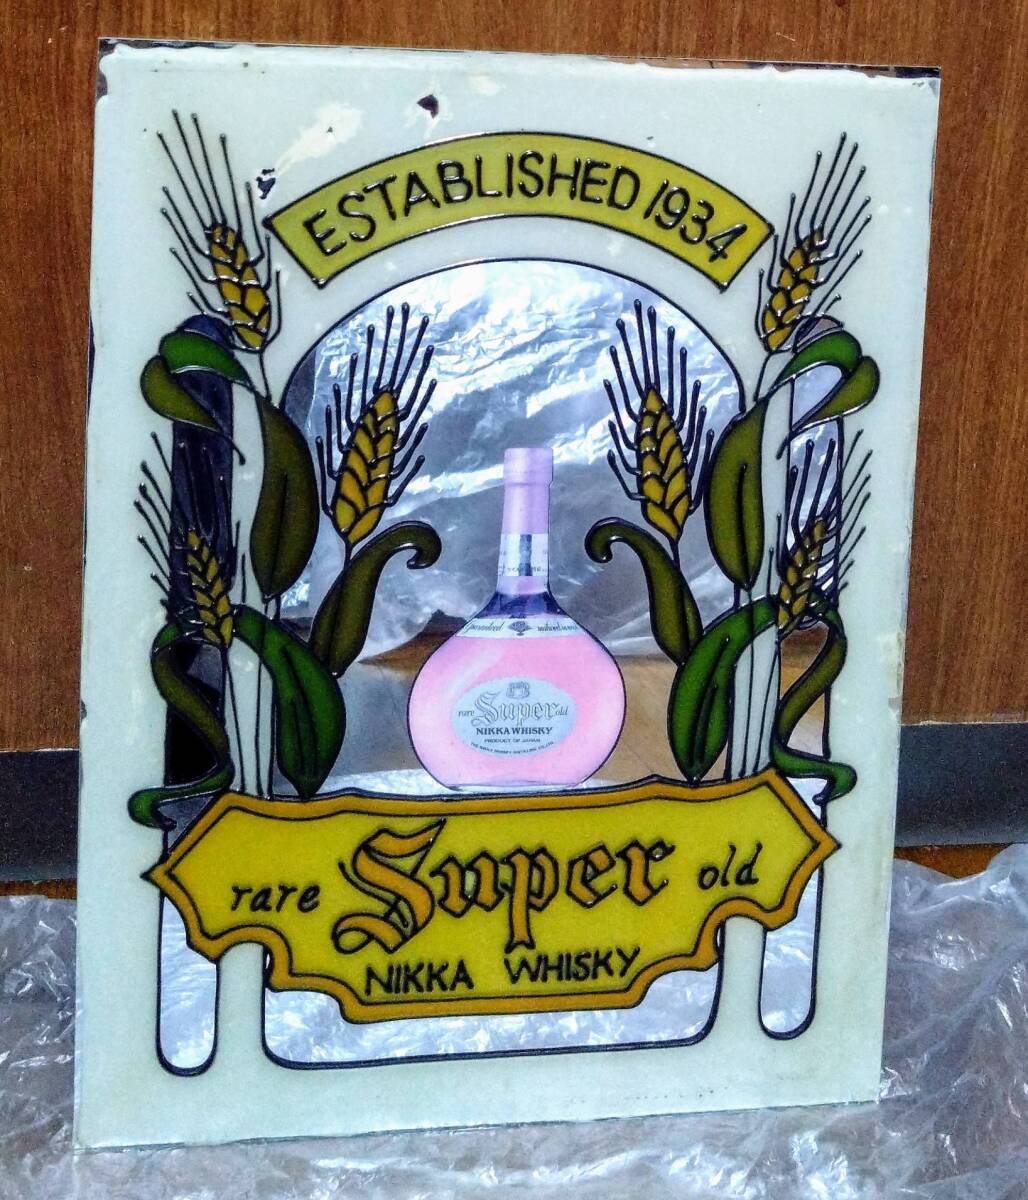 ESTABLISHED 1934
rare Super old
NIKKA WHISKY
PRODUCT OF JAPAN
rare Super old
NIKKA WHISKY